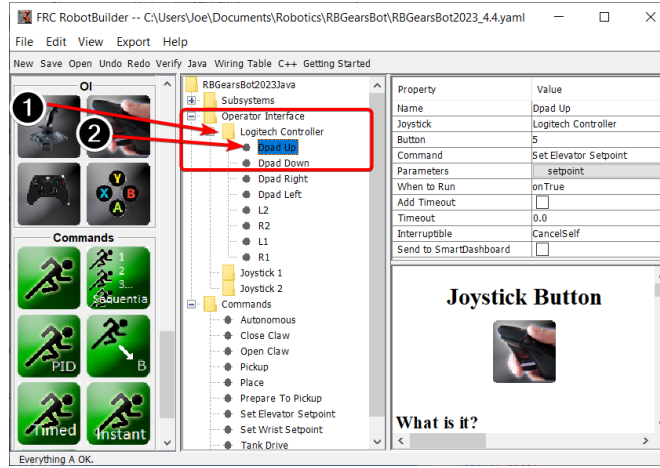 FRC RobotBuilder -- C:\Users\Joe\Documents\Robotics\RBGearsBot\RBGearsBot2023_4.4.yaml
File Edit View Export Help
New Save Open Undo Redo Verify Java Wiring Table C++ Getting Started
OI
1
2
Y
X B
A
Commands
1
2
3...
Sequentia
PID
B
Timed
Instant
RBGearsBot2023Java
Subsystems
Operator Interface
Logitech Controller
Dpad Up
Dpad Down
Dpad Right
Dpad Left
L2
R2
L1
R1
Joystick 1
Joystick 2
Commands
Autonomous
Close Claw
Open Claw
Pickup
Place
Prepare To Pickup
Set Elevator Setpoint
Set Wrist Setpoint
Tank Drive
Property Value
Name Dpad Up
Joystick Logitech Controller
Button 5
Command Set Elevator Setpoint
Parameters setpoint
When to Run onTrue
Add Timeout
Timeout 0.0
Interruptible CancelSelf
Send to SmartDashboard
Joystick Button
What is it?
Everything A OK.